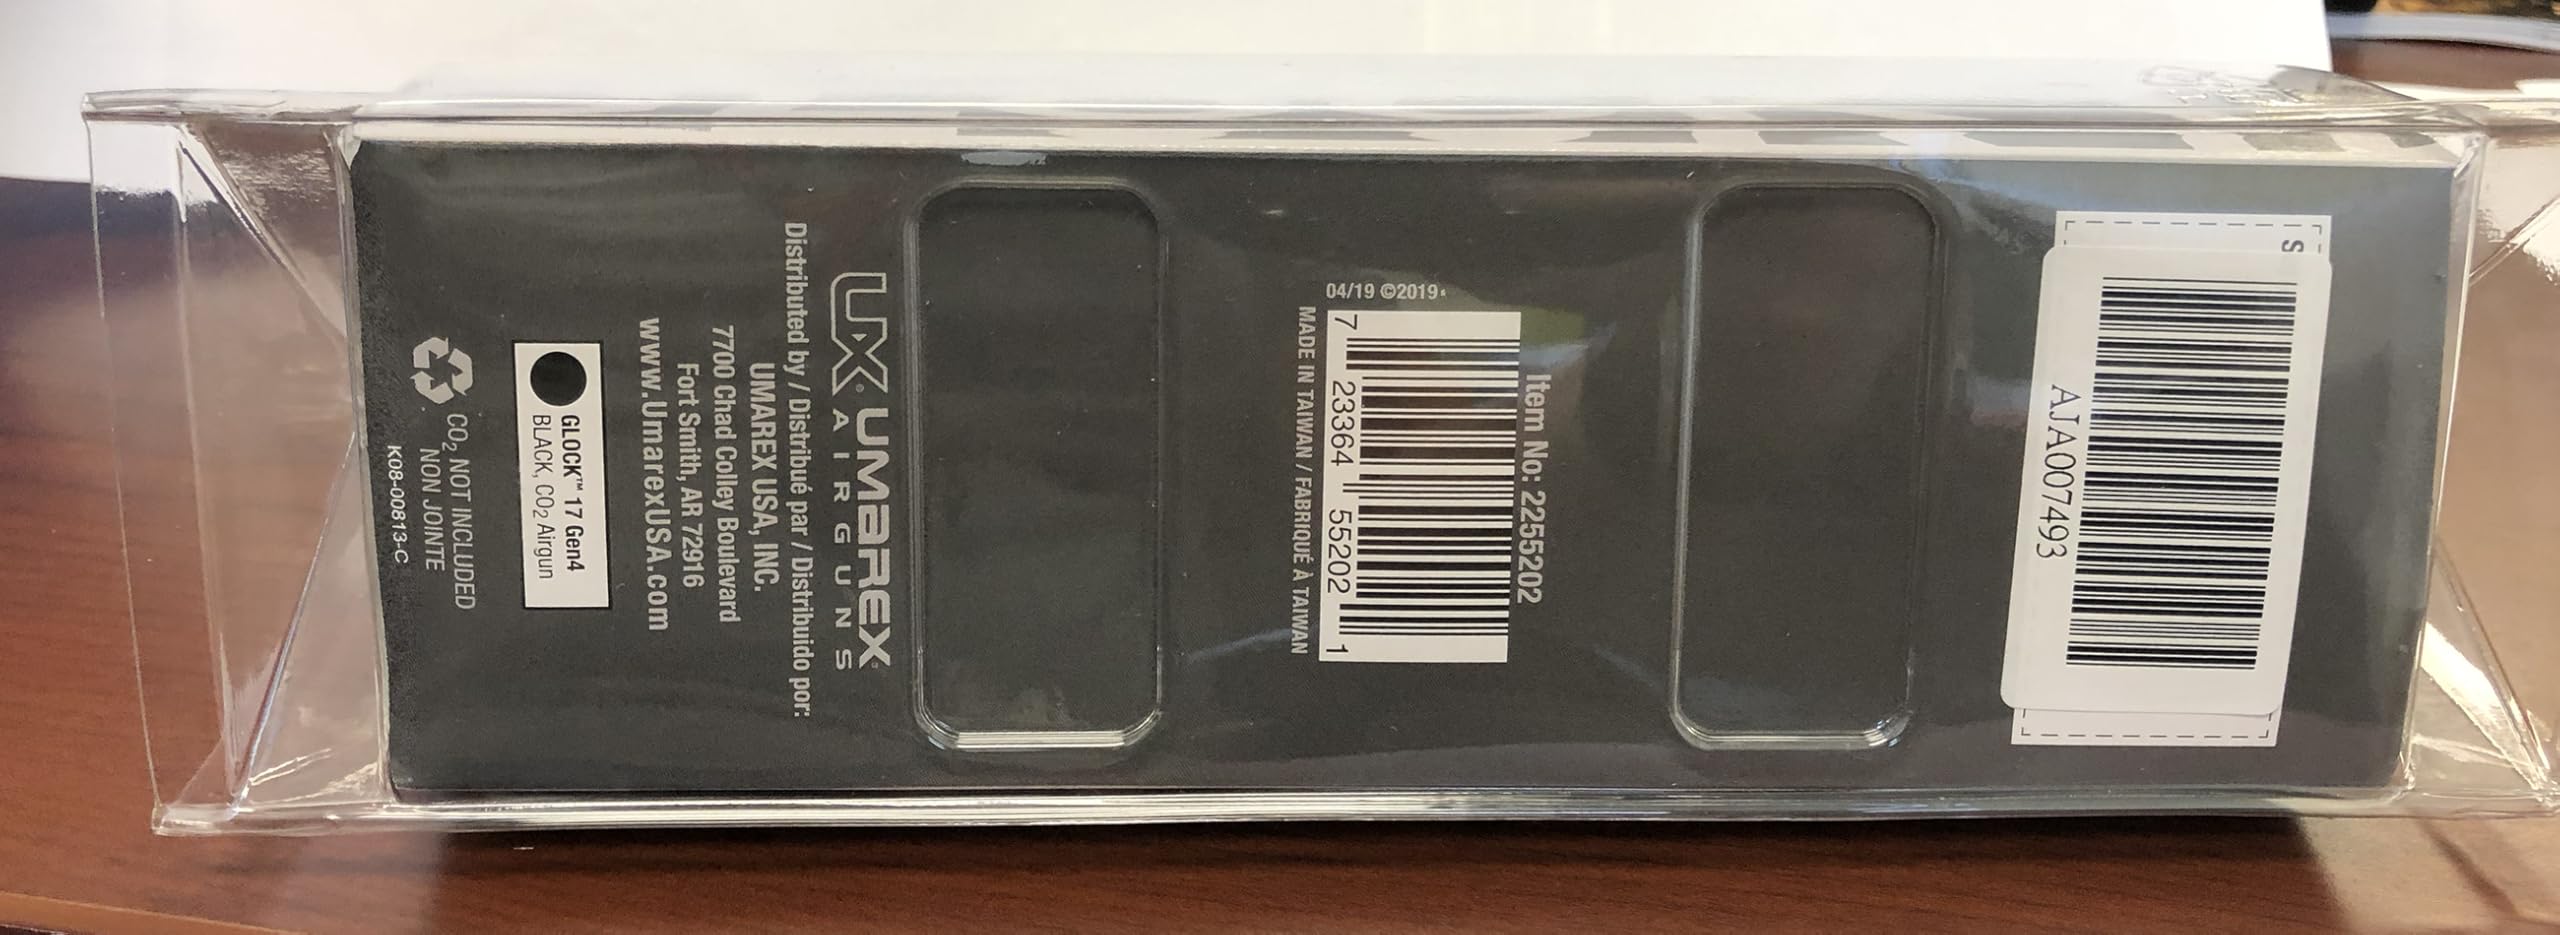 S
AJA007493
Item No: 2255202
7 23364 55202 1
04/19 ©2019
MADE IN TAIWAN / FABRIQUÉ À TAIWAN
UX UMAREX
AIRGUNS
Distributed by / Distribué par / Distribuido por:
UMAREX USA, INC.
7700 Chad Colley Boulevard
Fort Smith, AR 72916
www.UmarexUSA.com
GLOCK™ 17 Gen4
BLACK, CO2 Airgun
CO2 NOT INCLUDED
NON JOINTE
K08-00813-C